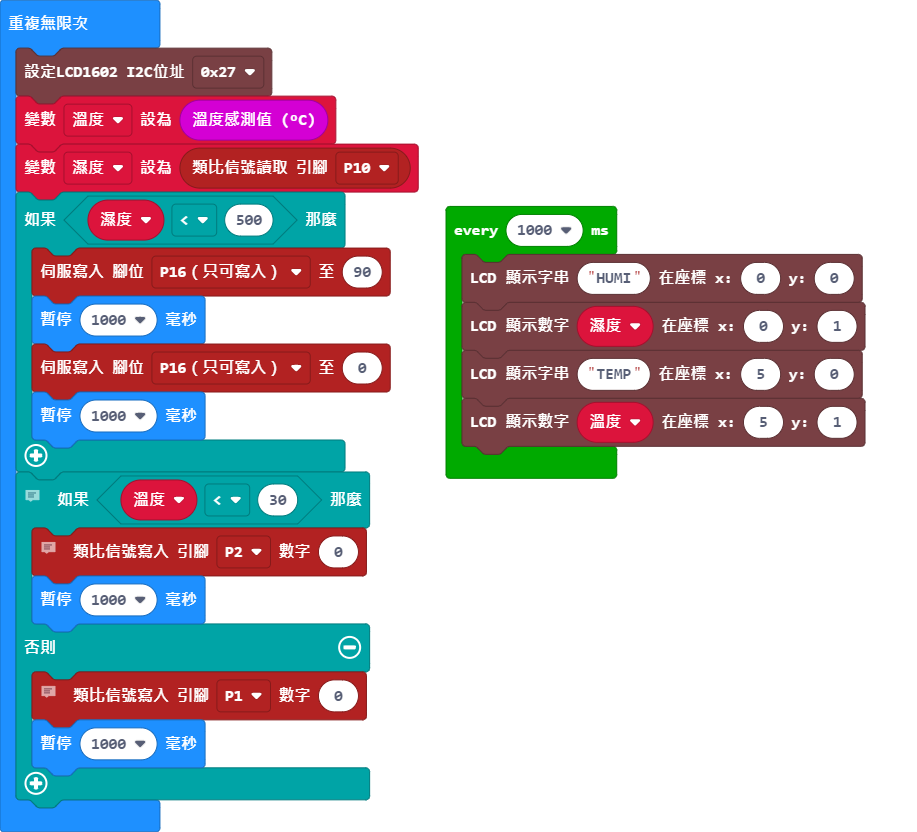 重複無限次
設定LCD1602 I2C位址 0x27
變數 溫度 設為 溫度感測值 (ºC)
變數 濕度 設為 類比信號讀取 引腳 P10
如果 濕度 < 500 那麼
伺服寫入 腳位 P16（只可寫入） 至 90
暫停 1000 毫秒
伺服寫入 腳位 P16（只可寫入） 至 0
暫停 1000 毫秒
如果 溫度 < 30 那麼
類比信號寫入 引腳 P2 數字 0
暫停 1000 毫秒
否則
類比信號寫入 引腳 P1 數字 0
暫停 1000 毫秒
every 1000 ms
LCD 顯示字串 "HUMI" 在座標 x: 0 y: 0
LCD 顯示數字 濕度 在座標 x: 0 y: 1
LCD 顯示字串 "TEMP" 在座標 x: 5 y: 0
LCD 顯示數字 溫度 在座標 x: 5 y: 1